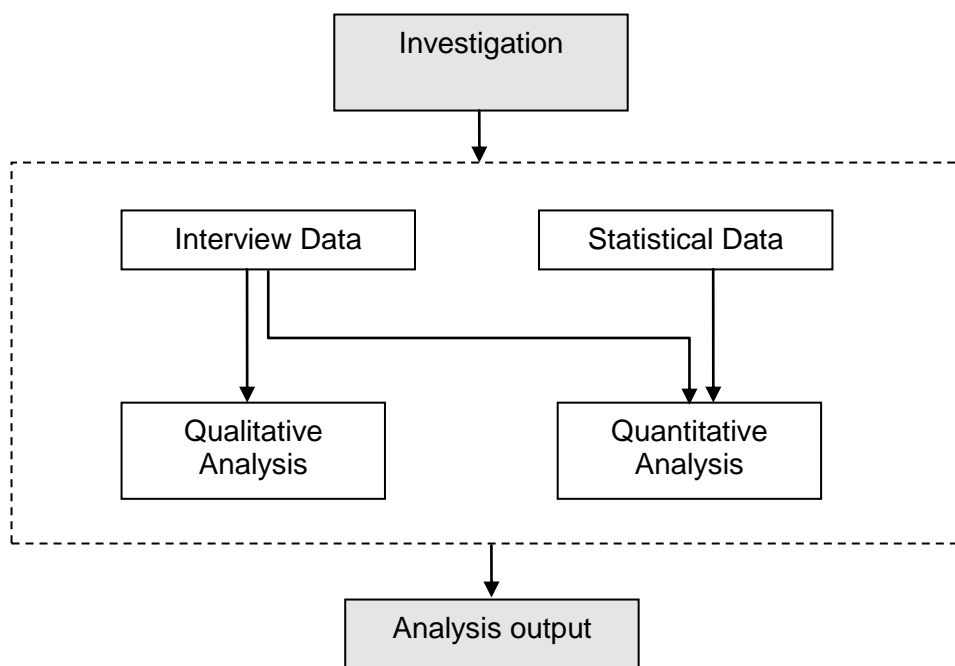 Investigation
Interview Data
Statistical Data
Qualitative
Analysis
Quantitative
Analysis
Analysis output